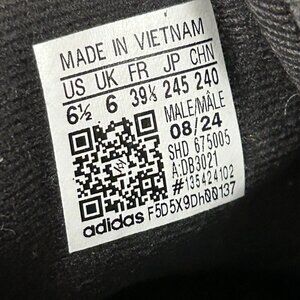 MADE IN VIETNAM
US UK FR JP CHN
6½ 6 39⅓ 245 240
MALE/MÂLE
08/24
SHD 675005
A:DB3021
#135424102
adidas F5D5X9Dh00137